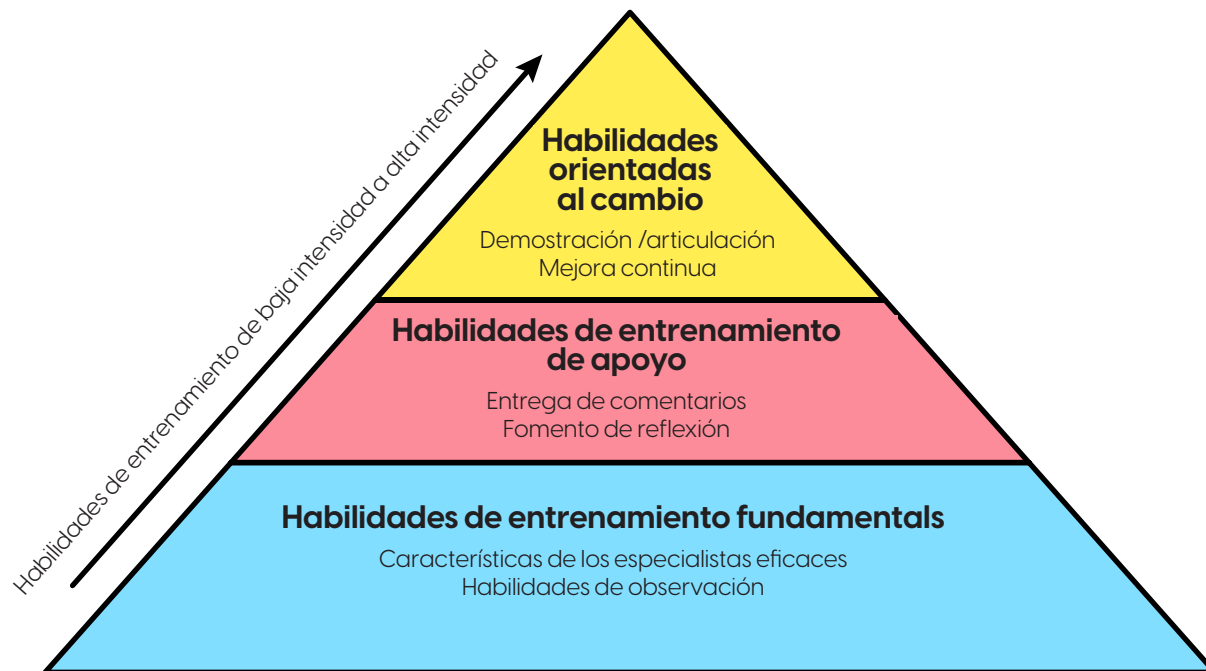 Habilidades de entrenamiento de baja intensidad a alta intensidad
Habilidades
orientadas
al cambio
Demostración /articulación
Mejora continua
Habilidades de entrenamiento
de apoyo
Entrega de comentarios
Fomento de reflexión
Habilidades de entrenamiento fundamentals
Características de los especialistas eficaces
Habilidades de observación